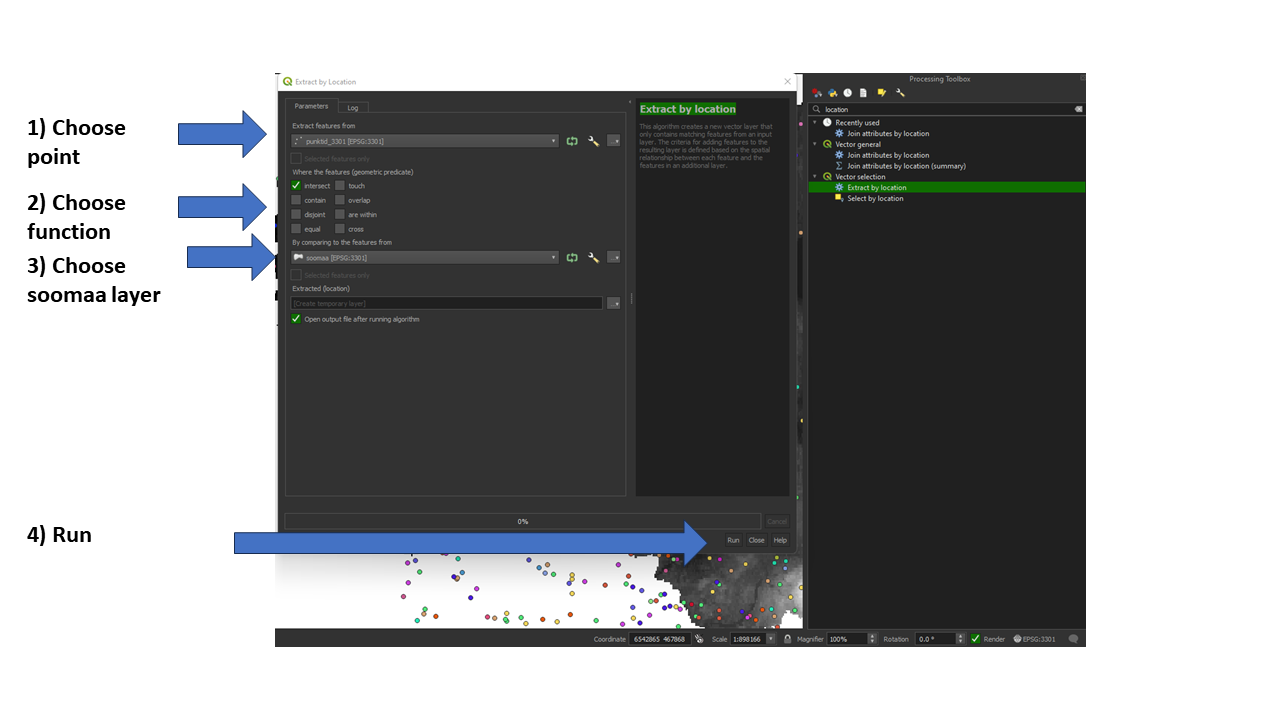 1) Choose
point
2) Choose
function
3) Choose
soomaa layer
4) Run
Extract by Location
Parameters
Log
Extract features from
punktid_3301 [EPSG:3301]
Selected features only
Where the features (geometric predicate)
intersect touch
contain overlap
disjoint are within
equal cross
By comparing to the features from
soomaa [EPSG:3301]
Selected features only
Extracted (location)
[Create temporary layer]
Open output file after running algorithm
Extract by location
This algorithm creates a new vector layer that
only contains matching features from an input
layer. The criteria for adding features to the
resulting layer is defined based on the spatial
relationship between each feature and the
features in an additional layer.
0%
Cancel
Run Close Help
Processing Toolbox
location
Recently used
Join attributes by location
Vector general
Join attributes by location
Join attributes by location (summary)
Vector selection
Extract by location
Select by location
Coordinate 6542865 467868 Scale 1:898166 Magnifier 100% Rotation 0.0 ° Render EPSG:3301